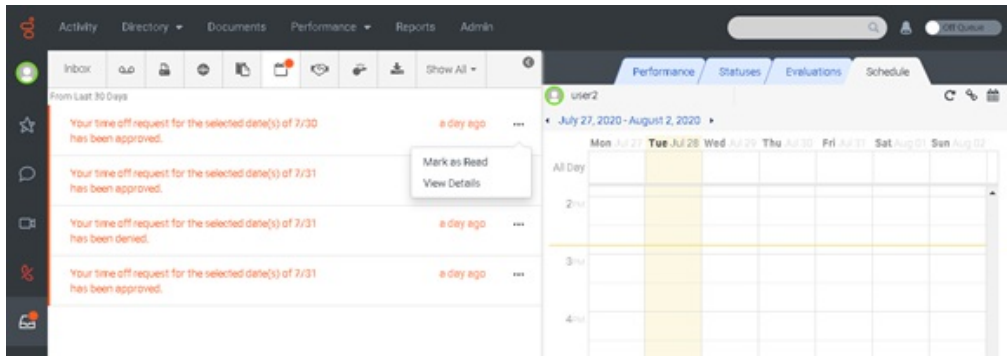 Activity Directory Documents Performance Reports Admin Off Queue
Inbox Show All
Performance Statuses Evaluations Schedule
From Last 30 Days
user2
July 27, 2020 - August 2, 2020
Mon Jul 27 Tue Jul 28 Wed Jul 29 Thu Jul 30 Fri Jul 31 Sat Aug 01 Sun Aug 02
All Day
2PM
3PM
4PM
Your time off request for the selected date(s) of 7/30
has been approved.
a day ago
Mark as Read
View Details
Your time off request for the selected date(s) of 7/31
has been approved.
Your time off request for the selected date(s) of 7/31
has been denied.
a day ago
Your time off request for the selected date(s) of 7/31
has been approved.
a day ago